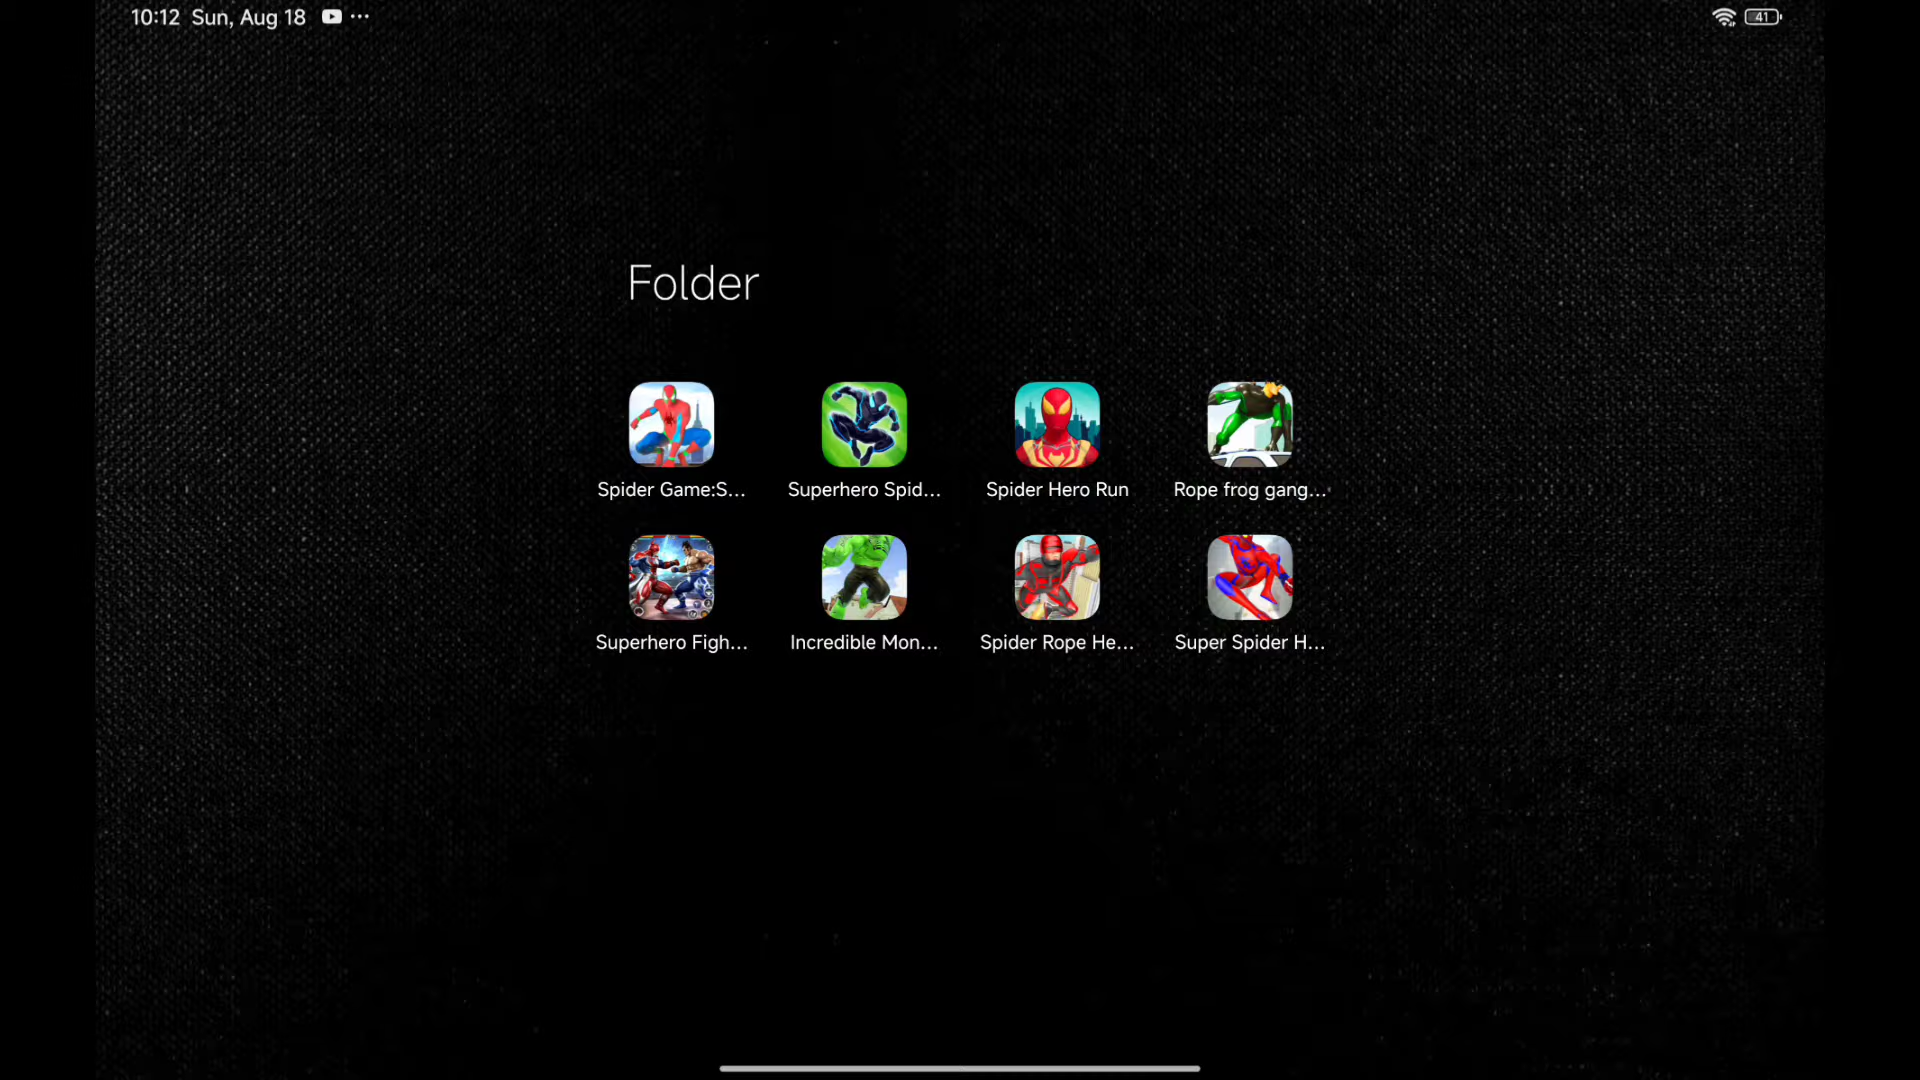 10:12 Sun, Aug 18 ...
41
Folder
Spider Game:S...
Superhero Spid...
Spider Hero Run
Rope frog gang...
Superhero Figh...
Incredible Mon...
Spider Rope He...
Super Spider H...